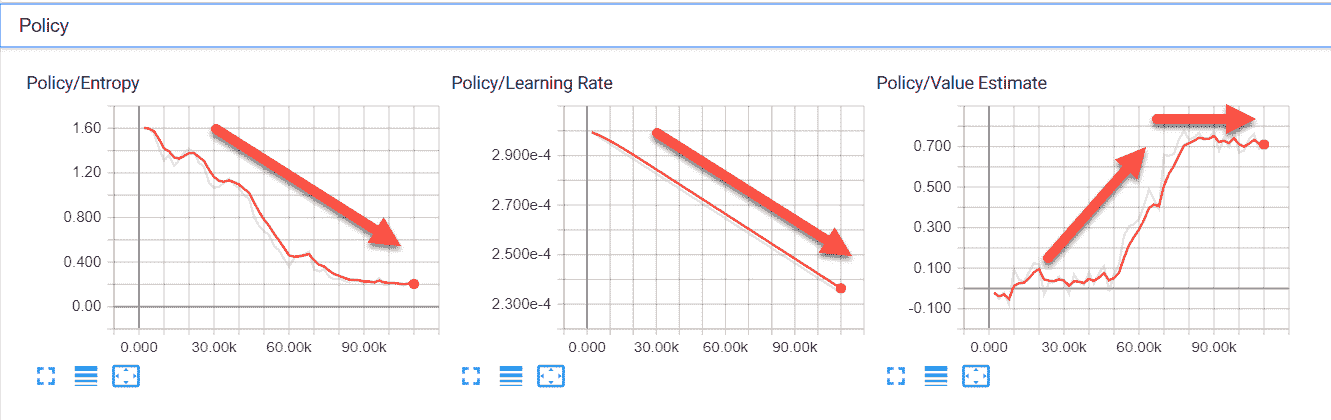 Policy
Policy/Entropy
1.60
1.20
0.800
0.400
0.00
0.000 30.00k 60.00k 90.00k
Policy/Learning Rate
2.900e-4
2.700e-4
2.500e-4
2.300e-4
0.000 30.00k 60.00k 90.00k
Policy/Value Estimate
0.700
0.500
0.300
0.100
-0.100
0.000 30.00k 60.00k 90.00k